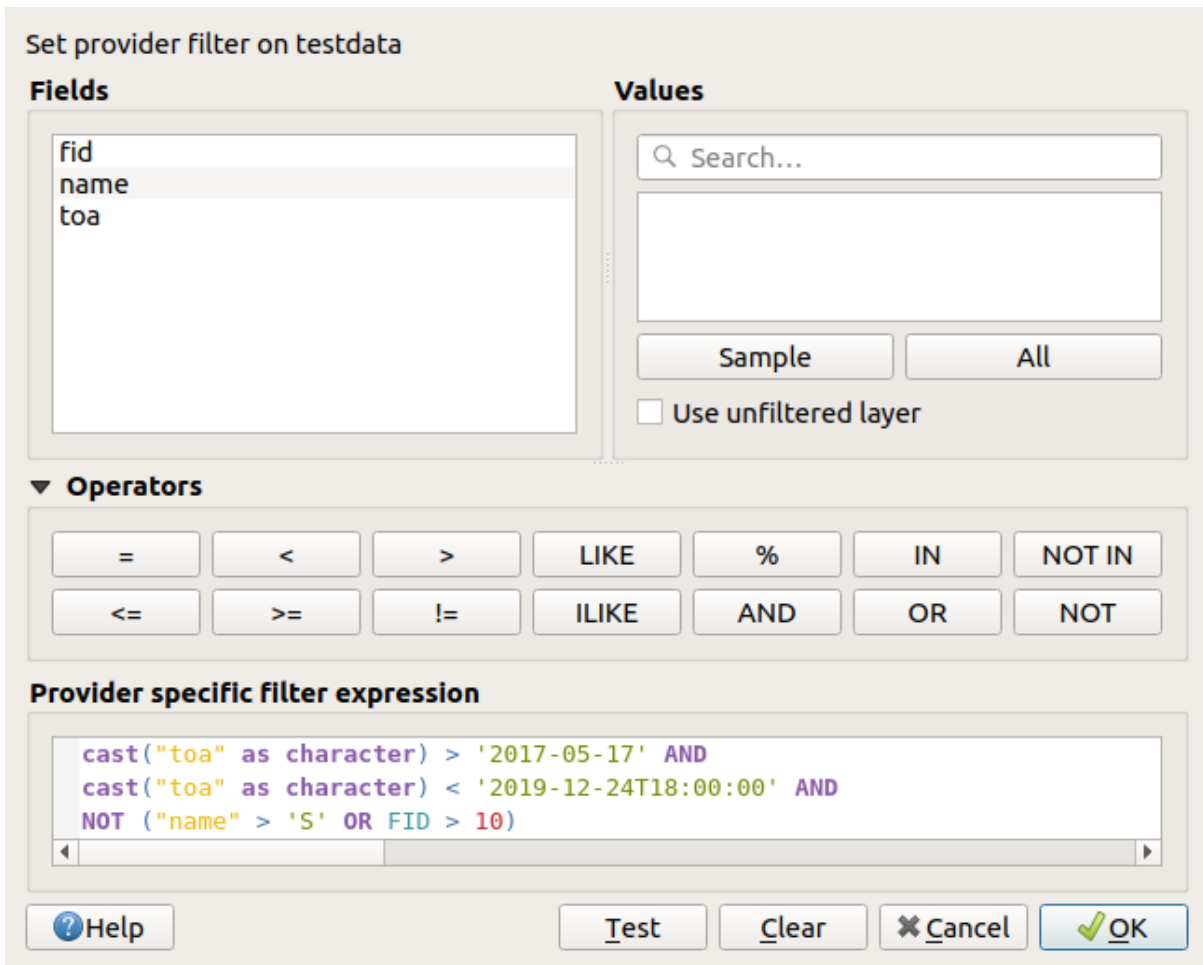 Set provider filter on testdata
Fields
Values
fid
name
toa
Search...
Sample
All
Use unfiltered layer
Operators
= < > LIKE % IN NOT IN
<= >= != ILIKE AND OR NOT
Provider specific filter expression
cast("toa" as character) > '2017-05-17' AND
cast("toa" as character) < '2019-12-24T18:00:00' AND
NOT ("name" > 'S' OR FID > 10)
Help Test Clear Cancel OK